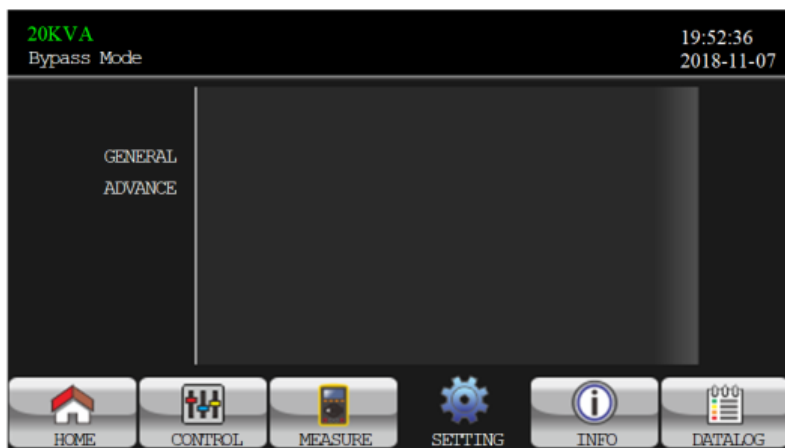 20KVA
Bypass Mode
19:52:36
2018-11-07
GENERAL
ADVANCE
HOME
CONTROL
MEASURE
SETTING
INFO
DATALOG